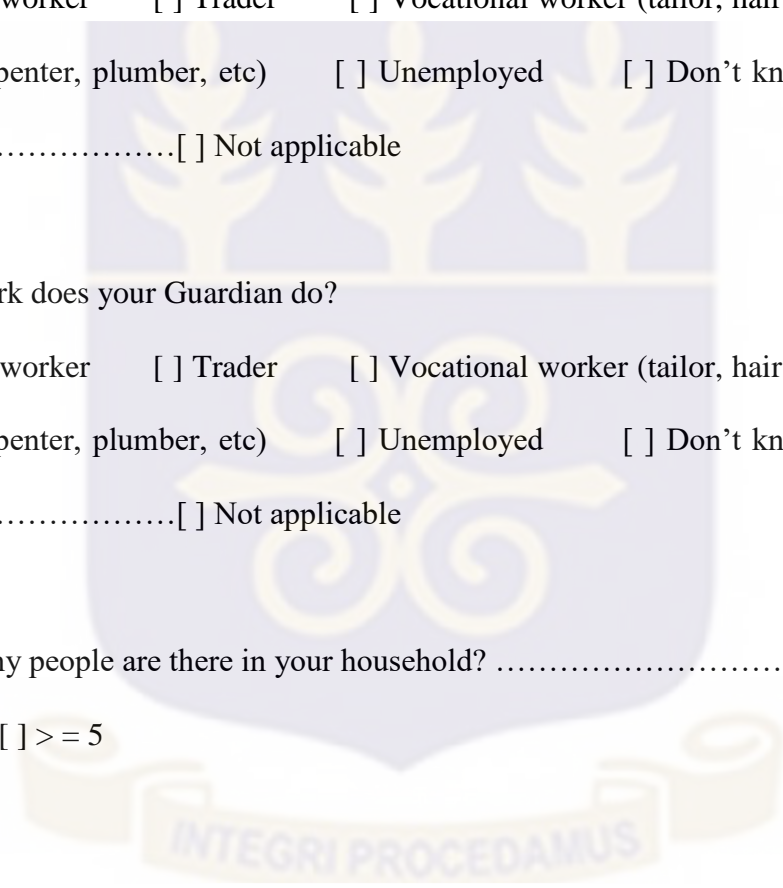 worker [ ] Trader [ ] Vocational worker (tailor, hair
penter, plumber, etc) [ ] Unemployed [ ] Don’t kn
………………[ ] Not applicable
rk does your Guardian do?
worker [ ] Trader [ ] Vocational worker (tailor, hair
penter, plumber, etc) [ ] Unemployed [ ] Don’t kn
………………[ ] Not applicable
ny people are there in your household? ………………………
[ ] > = 5
INTEGRI PROCEDAMUS